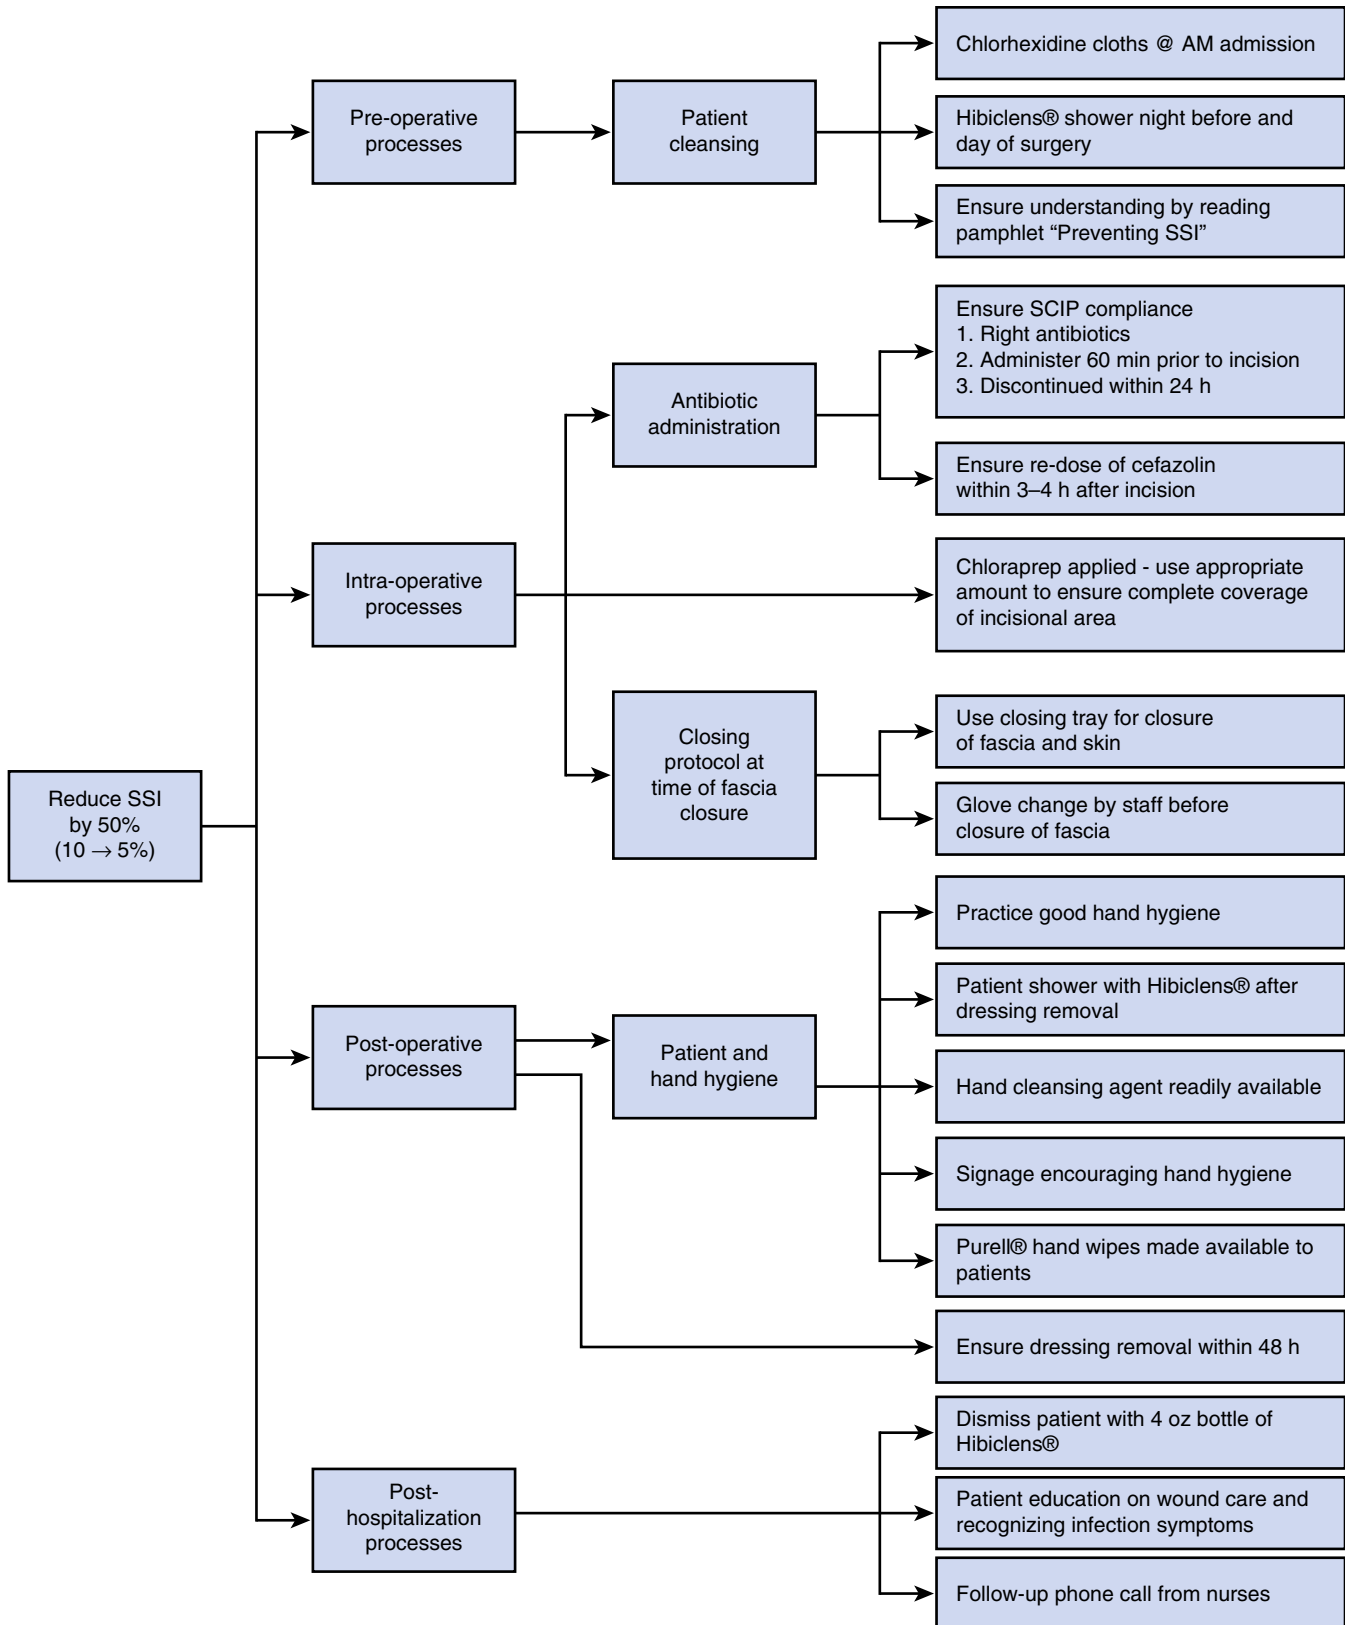 Chlorhexidine cloths @ AM admission
Pre-operative
processes
Patient
cleansing
Hibiclens® shower night before and
day of surgery
Ensure understanding by reading
pamphlet “Preventing SSI”
Ensure SCIP compliance
1. Right antibiotics
2. Administer 60 min prior to incision
3. Discontinued within 24 h
Antibiotic
administration
Ensure re-dose of cefazolin
within 3–4 h after incision
Intra-operative
processes
Chloraprep applied - use appropriate
amount to ensure complete coverage
of incisional area
Closing
protocol at
time of fascia
closure
Use closing tray for closure
of fascia and skin
Glove change by staff before
closure of fascia
Reduce SSI
by 50%
(10 → 5%)
Practice good hand hygiene
Patient shower with Hibiclens® after
dressing removal
Post-operative
processes
Patient and
hand hygiene
Hand cleansing agent readily available
Signage encouraging hand hygiene
Purell® hand wipes made available to
patients
Ensure dressing removal within 48 h
Dismiss patient with 4 oz bottle of
Hibiclens®
Post-
hospitalization
processes
Patient education on wound care and
recognizing infection symptoms
Follow-up phone call from nurses